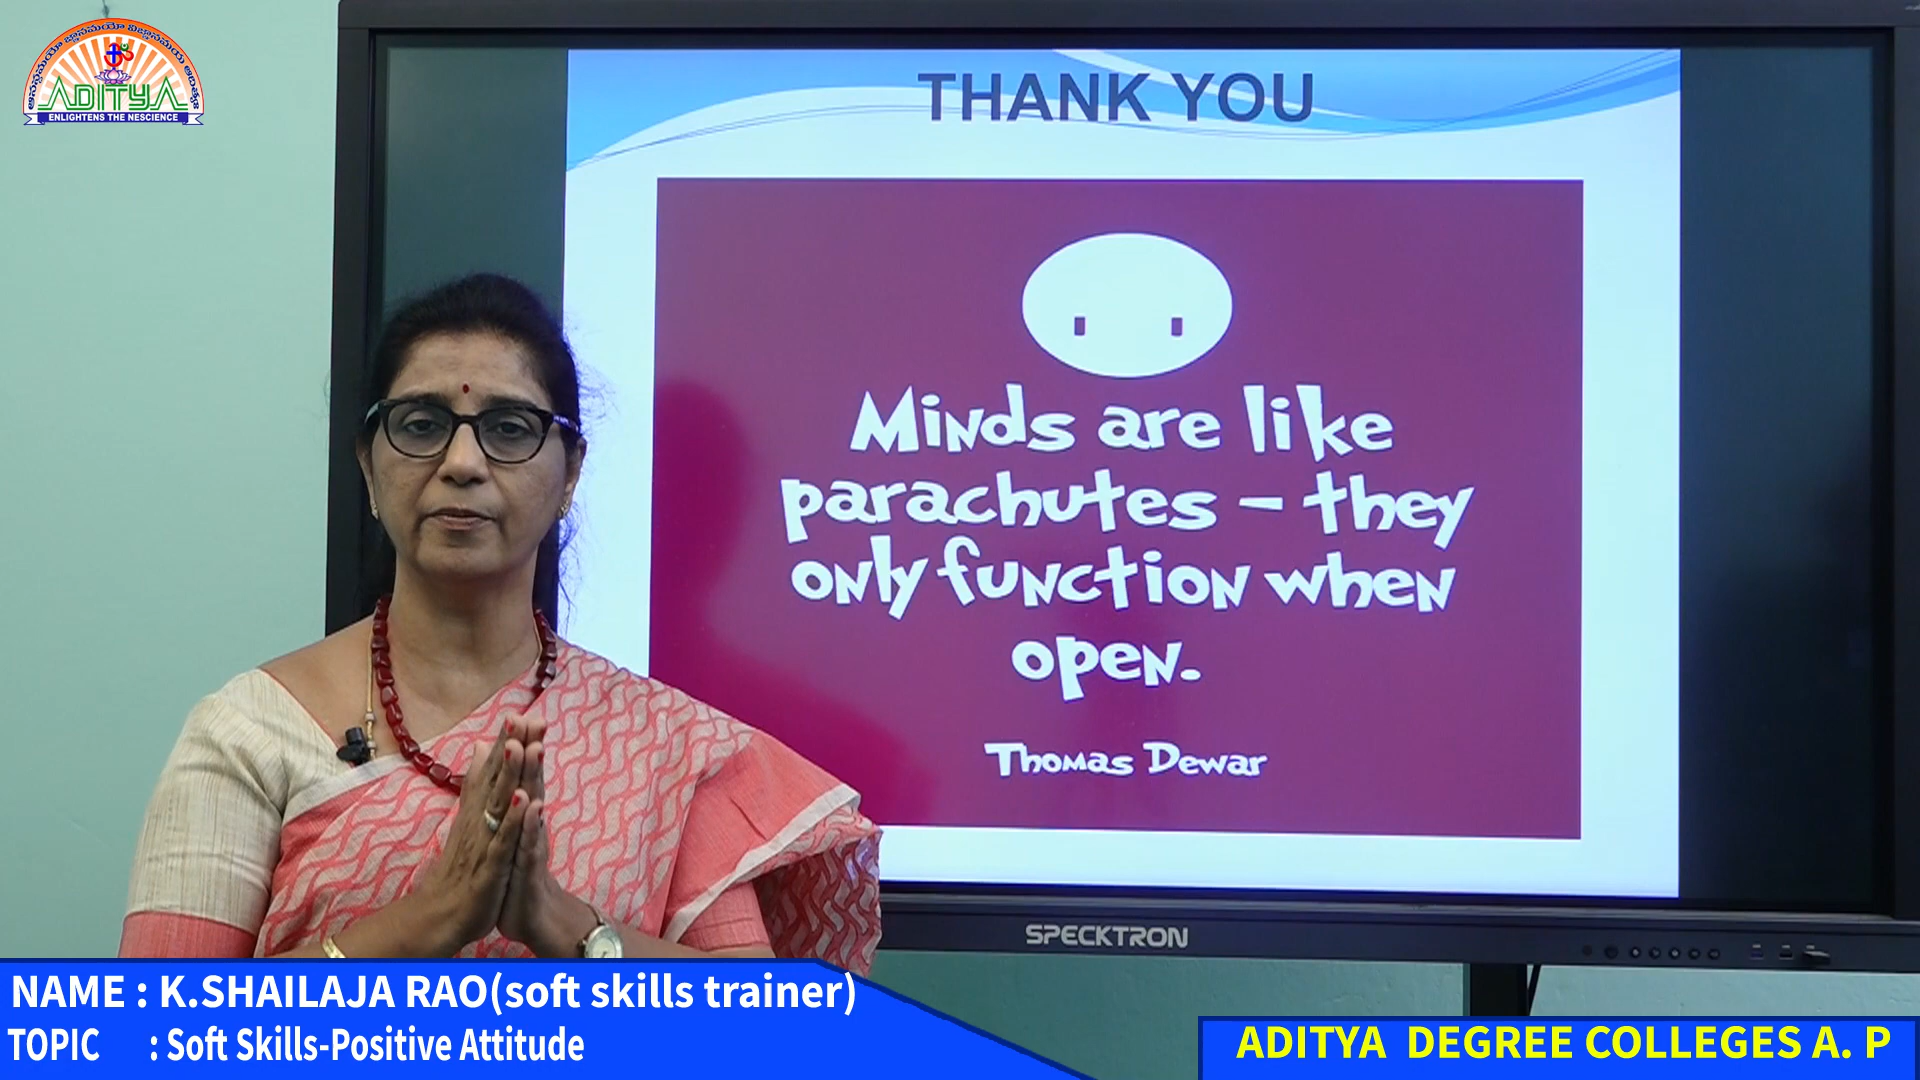 ADITYA
ENLIGHTENS THE NESCIENCE
THANK YOU
Minds are like
parachutes - they
only function when
open.
Thomas Dewar
SPECKTRON
NAME : K.SHAILAJA RAO(soft skills trainer)
TOPIC : Soft Skills-Positive Attitude
ADITYA DEGREE COLLEGES A. P